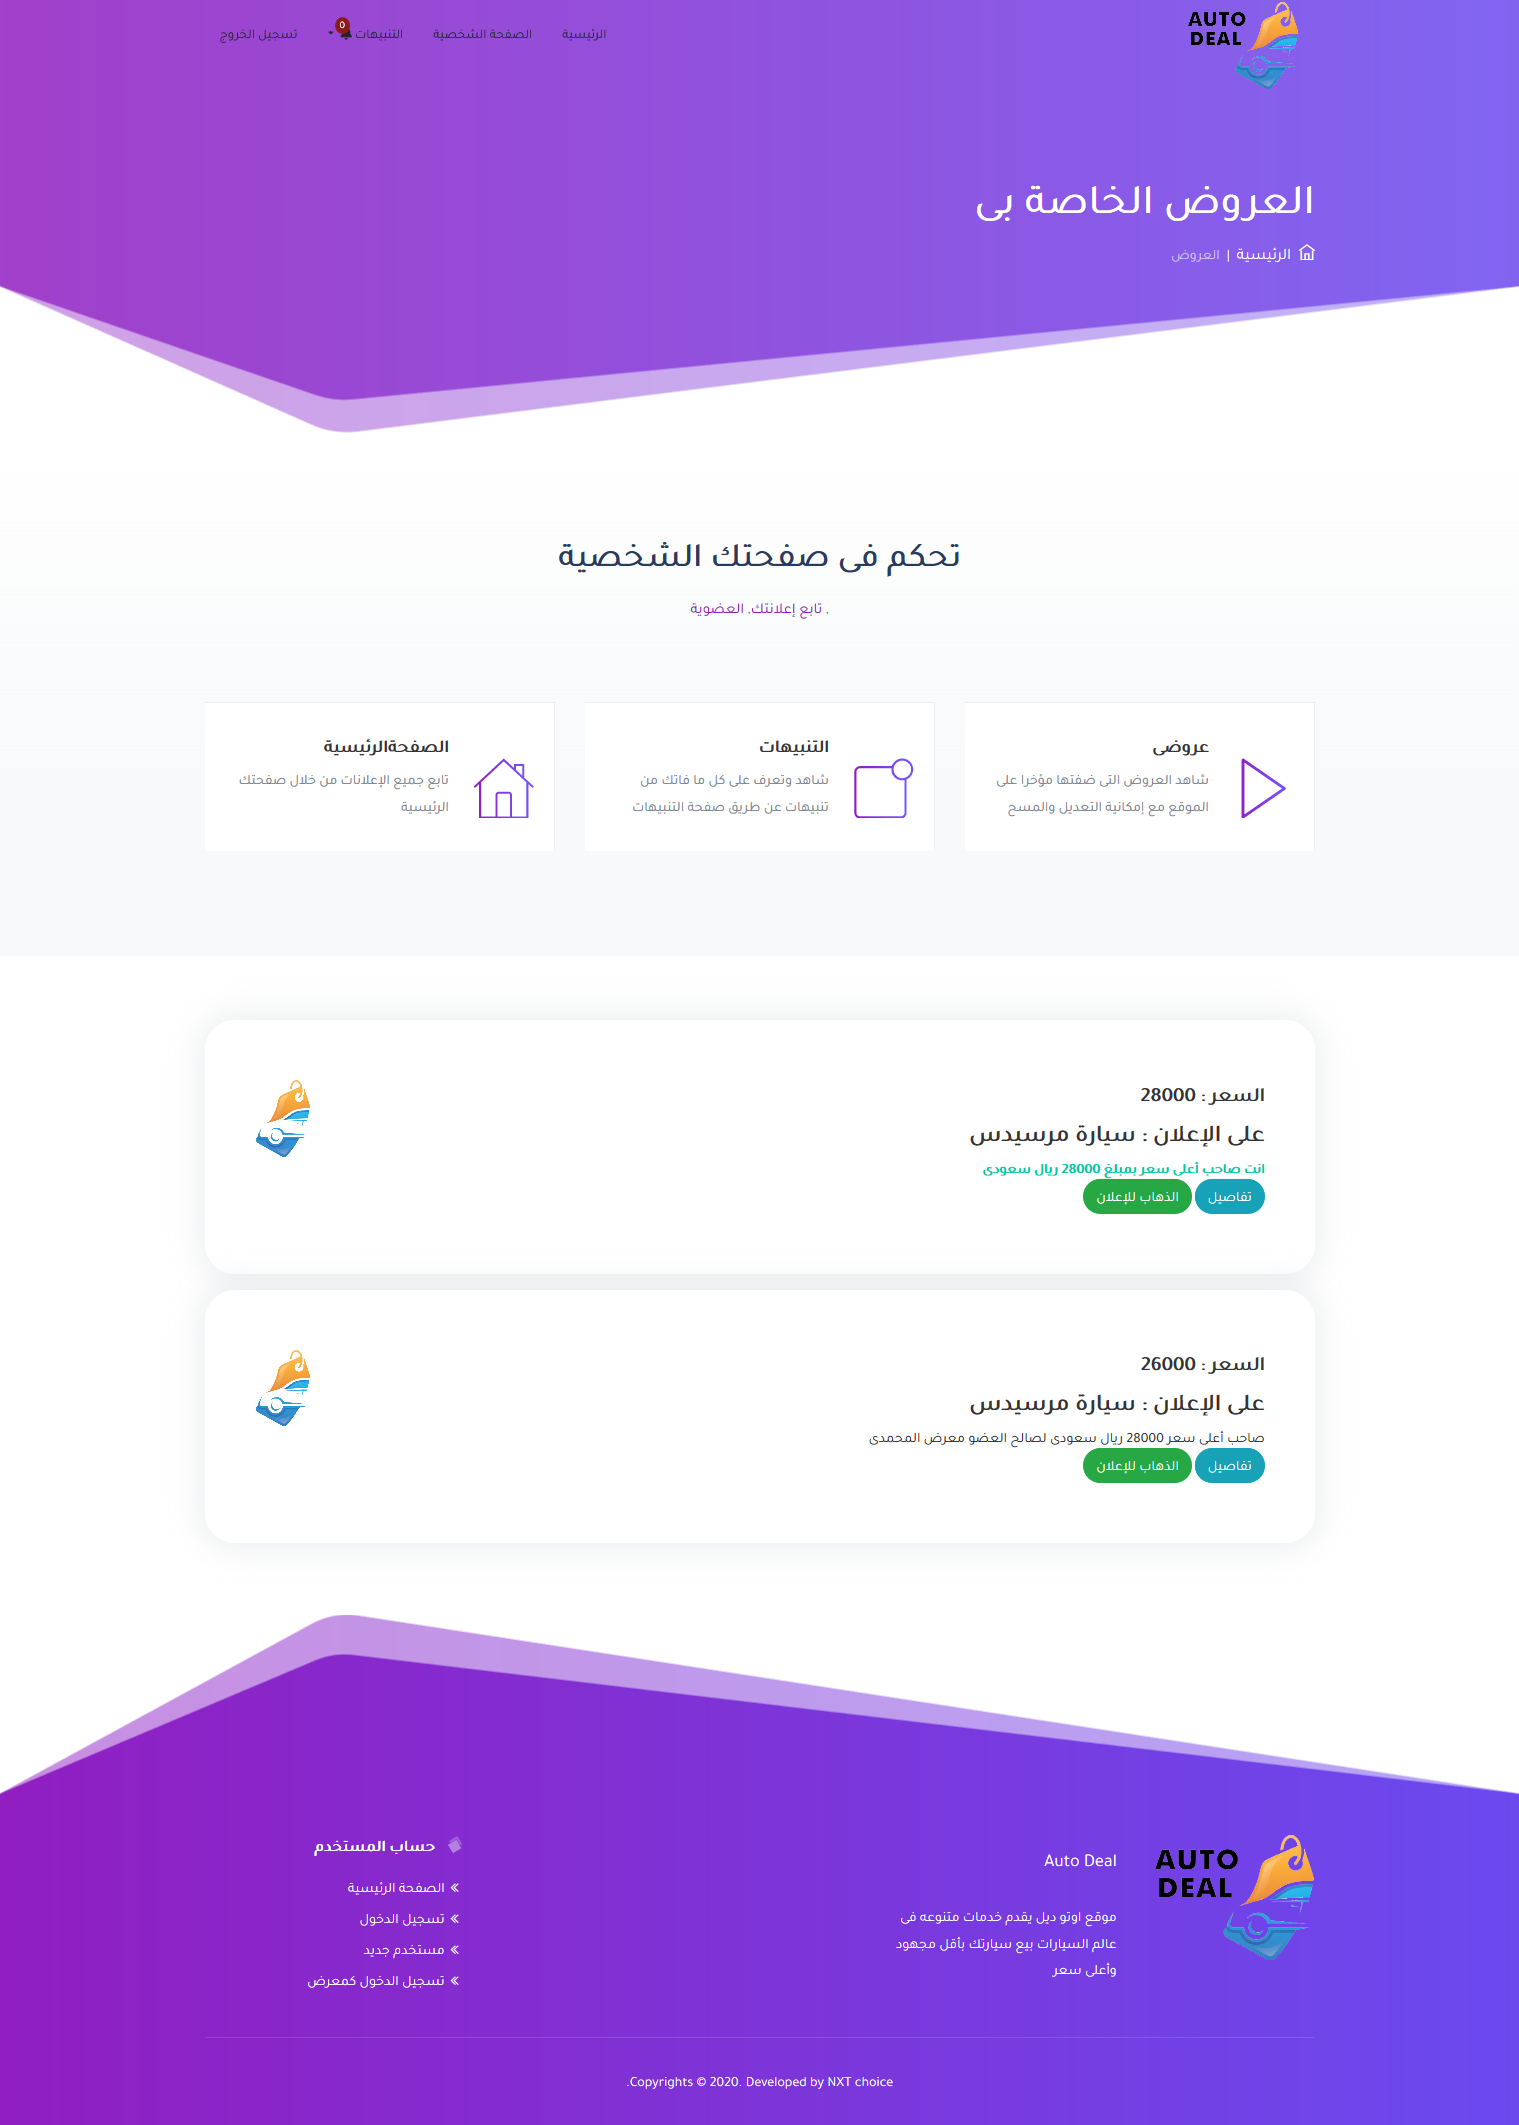 AUTO
DEAL
الرئيسية
الصفحة الشخصية
التنبيهات 0
تسجيل الخروج
العروض الخاصة بى
الرئيسية | العروض
تحكم فى صفحتك الشخصية
, تابع إعلانتك, العضوية
عروضى
شاهد العروض التى ضفتها مؤخرا على
الموقع مع إمكانية التعديل والمسح
التنبيهات
شاهد وتعرف على كل ما فاتك من
تنبيهات عن طريق صفحة التنبيهات
الصفحةالرئيسية
تابع جميع الإعلانات من خلال صفحتك
الرئيسية
السعر : 28000
على الإعلان : سيارة مرسيدس
انت صاحب أعلى سعر بمبلغ 28000 ريال سعودى
تفاصيل
الذهاب للإعلان
السعر : 26000
على الإعلان : سيارة مرسيدس
صاحب أعلى سعر 28000 ريال سعودى لصالح العضو معرض المحمدى
تفاصيل
الذهاب للإعلان
AUTO
DEAL
Auto Deal
موقع اوتو ديل يقدم خدمات متنوعه فى
عالم السيارات بيع سيارتك بأقل مجهود
وأعلى سعر
حساب المستخدم
الصفحة الرئيسية
تسجيل الدخول
مستخدم جديد
تسجيل الدخول كمعرض
.Copyrights © 2020. Developed by NXT choice